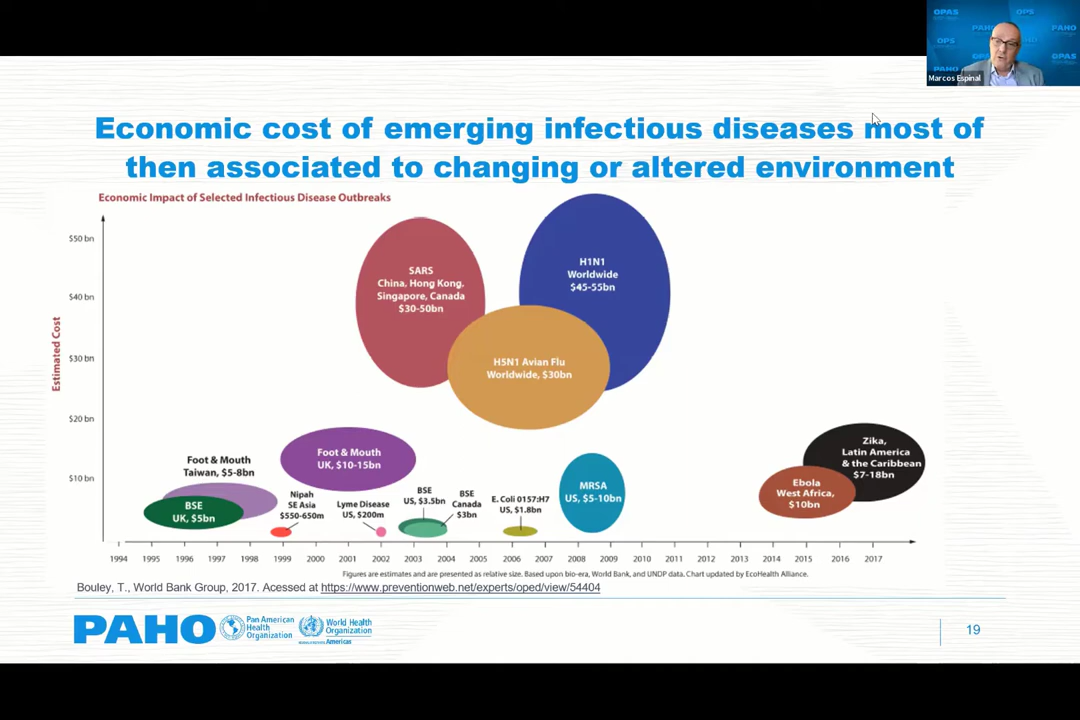 OPAS
OPS
PAHO
OPAS
OPS
PAHO
OPAS
PAHO
Marcos Espinal
Economic cost of emerging infectious diseases most of
then associated to changing or altered environment
Economic Impact of Selected Infectious Disease Outbreaks
Estimated Cost
$50 bn
$40 bn
$30 bn
$20 bn
$10 bn
SARS
China, Hong Kong,
Singapore, Canada
$30-50bn
H1N1
Worldwide
$45-55bn
H5N1 Avian Flu
Worldwide, $30bn
Foot & Mouth
Taiwan, $5-8bn
BSE
UK, $5bn
Foot & Mouth
UK, $10-15bn
Nipah
SE Asia
$550-650m
Lyme Disease
US, $200m
BSE
US, $3.5bn
BSE
Canada
$3bn
E. Coli 0157:H7
US, $1.8bn
MRSA
US, $5-10bn
Ebola
West Africa,
$10bn
Zika,
Latin America
& the Caribbean
$7-18bn
1994 1995 1996 1997 1998 1999 2000 2001 2002 2003 2004 2005 2006 2007 2008 2009 2010 2011 2012 2013 2014 2015 2016 2017
Figures are estimates and are presented as relative size. Based upon bio-era, World Bank, and UNDP data. Chart updated by EcoHealth Alliance.
Bouley, T., World Bank Group, 2017. Acessed at https://www.preventionweb.net/experts/oped/view/54404
PAHO
Pan American
Health
Organization
World Health
Organization
Americas
19